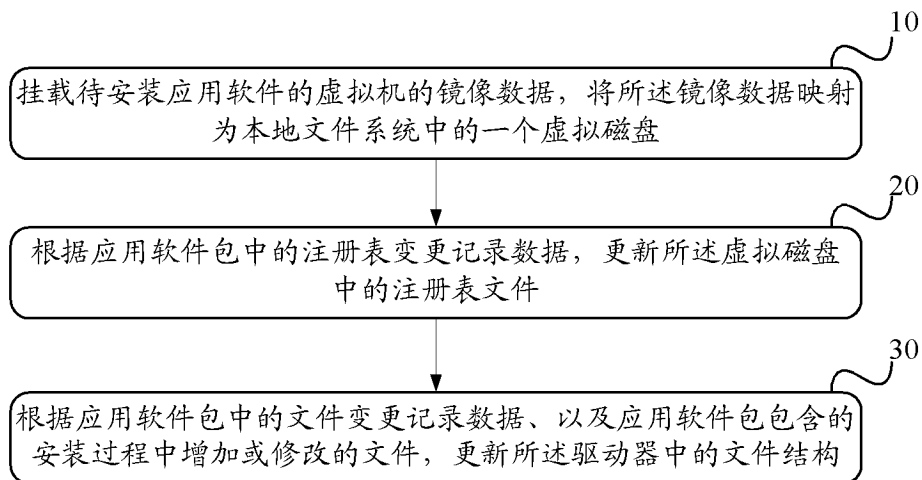 10
挂载待安装应用软件的虚拟机的镜像数据，将所述镜像数据映射
为本地文件系统中的一个虚拟磁盘
20
根据应用软件包中的注册表变更记录数据，更新所述虚拟磁盘
中的注册表文件
30
根据应用软件包中的文件变更记录数据、以及应用软件包包含的
安装过程中增加或修改的文件，更新所述驱动器中的文件结构